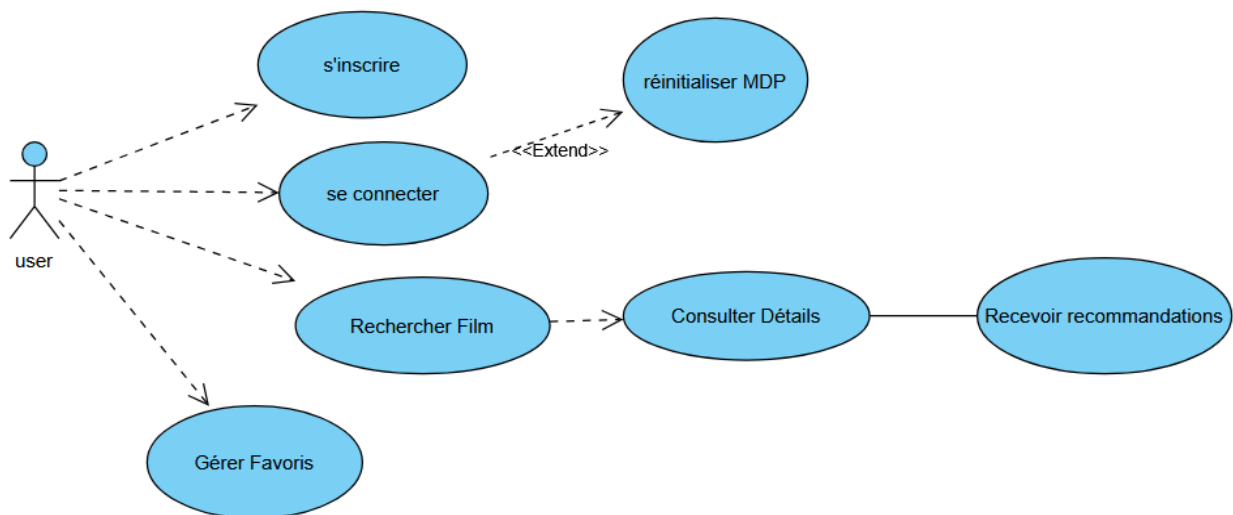 s'inscrire
réinitialiser MDP
<<Extend>>
se connecter
user
Rechercher Film
Consulter Détails
Recevoir recommandations
Gérer Favoris